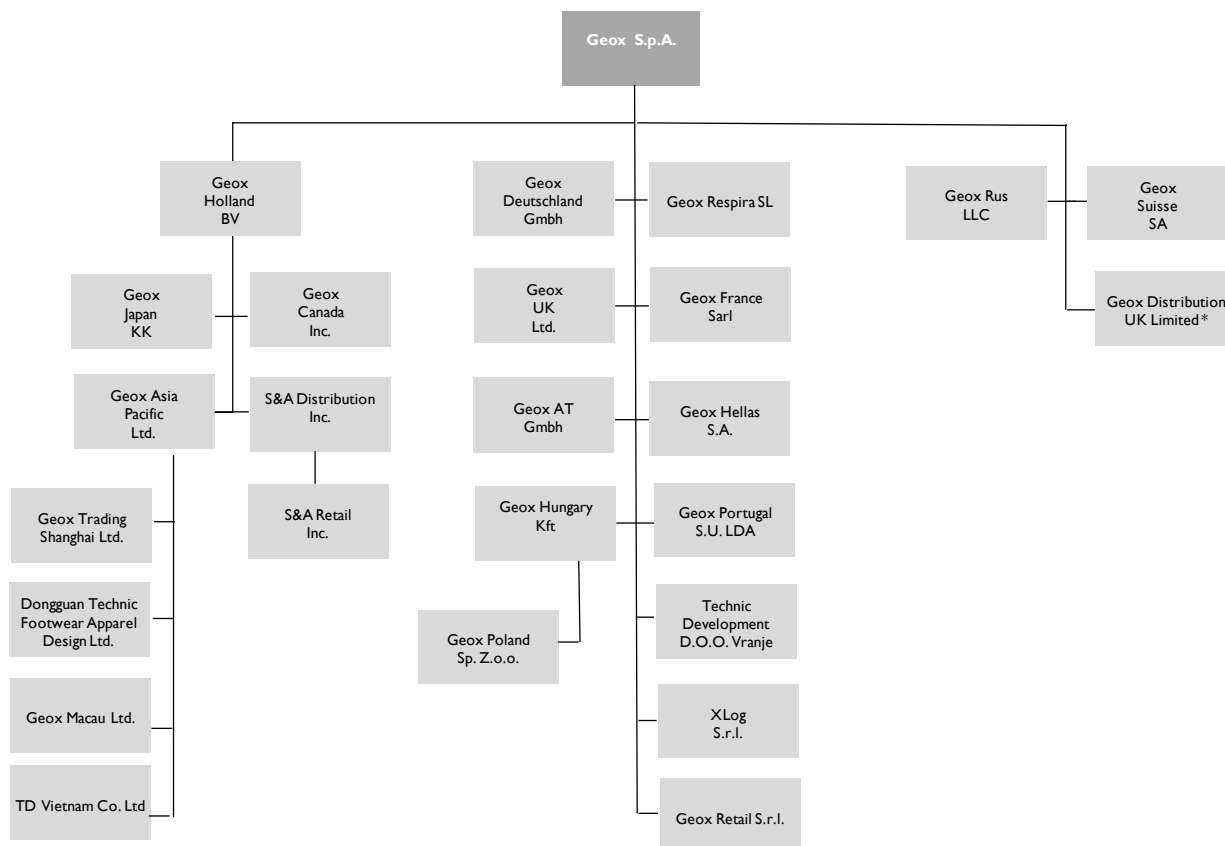 Geox S.p.A.
Geox
Holland
BV
Geox
Deutschland
Gmbh
Geox Respira SL
Geox Rus
LLC
Geox
Suisse
SA
Geox
Japan
KK
Geox
Canada
Inc.
Geox
UK
Ltd.
Geox France
Sarl
Geox Distribution
UK Limited*
Geox Asia
Pacific
Ltd.
S&A Distribution
Inc.
Geox AT
Gmbh
Geox Hellas
S.A.
Geox Trading
Shanghai Ltd.
S&A Retail
Inc.
Geox Hungary
Kft
Geox Portugal
S.U. LDA
Dongguan Technic
Footwear Apparel
Design Ltd.
Geox Poland
Sp. Z.o.o.
Technic
Development
D.O.O. Vranje
Geox Macau Ltd.
XLog
S.r.l.
TD Vietnam Co. Ltd
Geox Retail S.r.l.